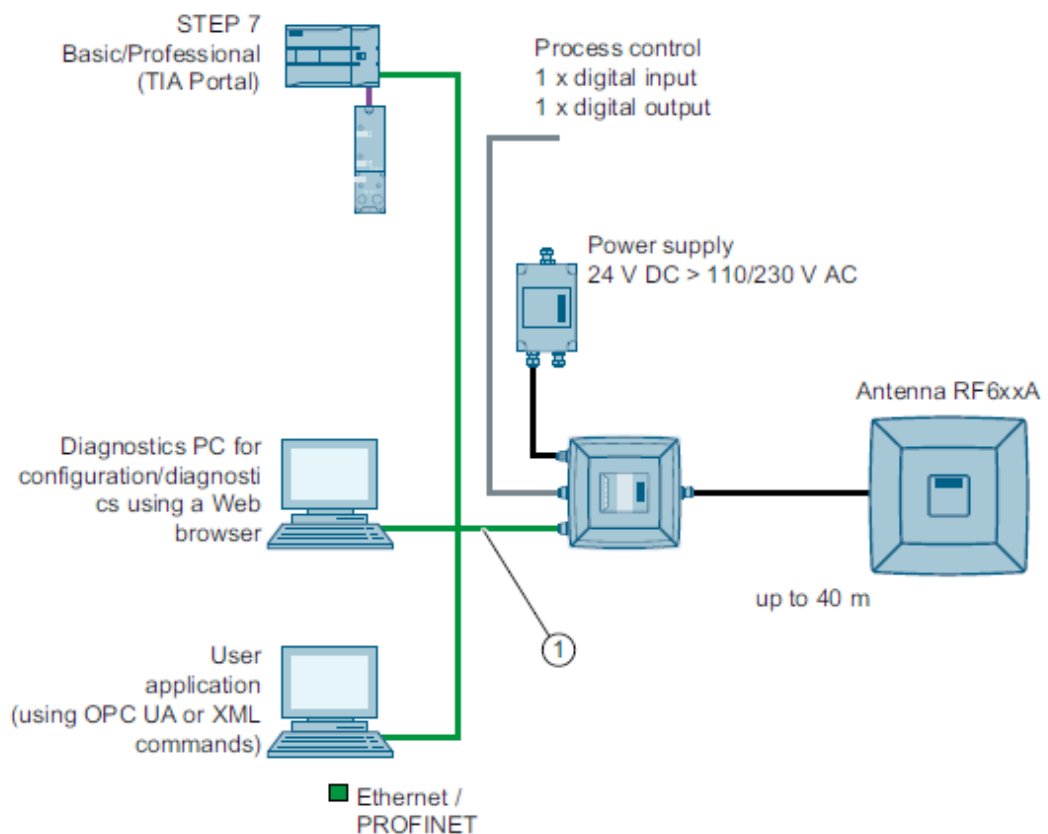 STEP 7
Basic/Professional
(TIA Portal)
Process control
1 x digital input
1 x digital output
Power supply
24 V DC > 110/230 V AC
Antenna RF6xxA
Diagnostics PC for
configuration/diagnosti
cs using a Web
browser
up to 40 m
1
User
application
(using OPC UA or XML
commands)
Ethernet /
PROFINET